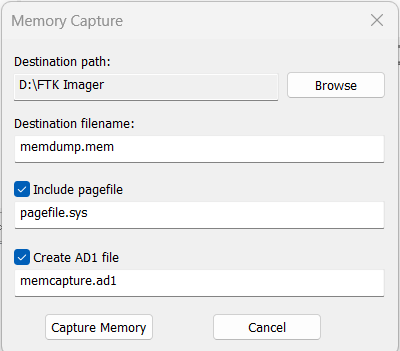 Memory Capture
Destination path:
D:\FTK Imager
Browse
Destination filename:
memdump.mem
Include pagefile
pagefile.sys
Create AD1 file
memcapture.ad1
Capture Memory
Cancel